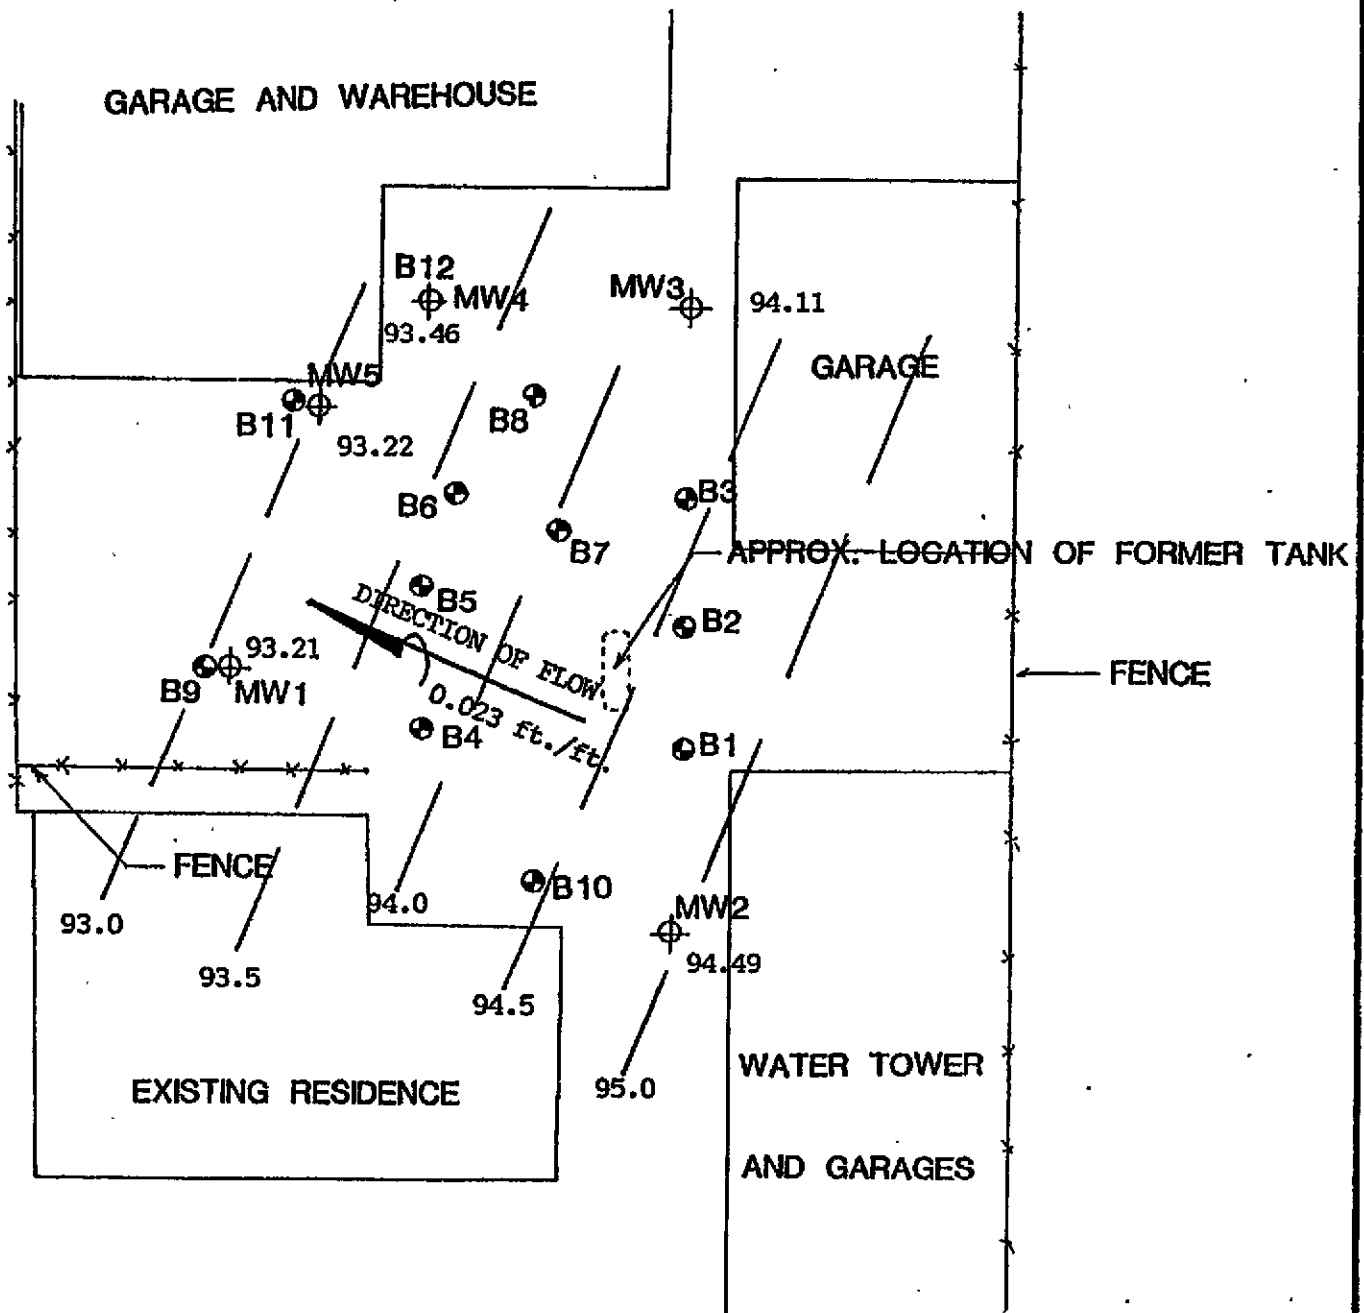 GARAGE AND WAREHOUSE
B12
MW4
93.46
MW3
94.11
GARAGE
MW5
B11
93.22
B8
B6
B3
B7
APPROX. LOCATION OF FORMER TANK
B5
DIRECTION OF FLOW
B2
93.21
B9
MW1
FENCE
0.023 ft./ft.
B4
B1
FENCE
93.0
94.0
B10
MW2
94.49
93.5
94.5
95.0
EXISTING RESIDENCE
WATER TOWER
AND GARAGES